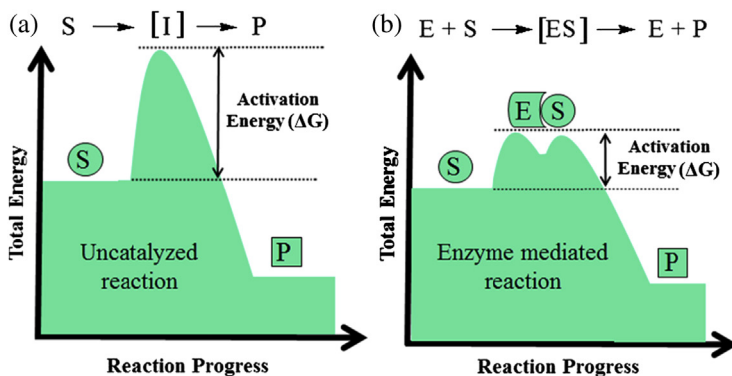 (a) S → [I] → P
Activation
Energy (ΔG)
S
Total Energy
Uncatalyzed
reaction
P
Reaction Progress
(b) E + S → [ES] → E + P
E S
Activation
Energy (ΔG)
S
Total Energy
Enzyme mediated
reaction
P
Reaction Progress